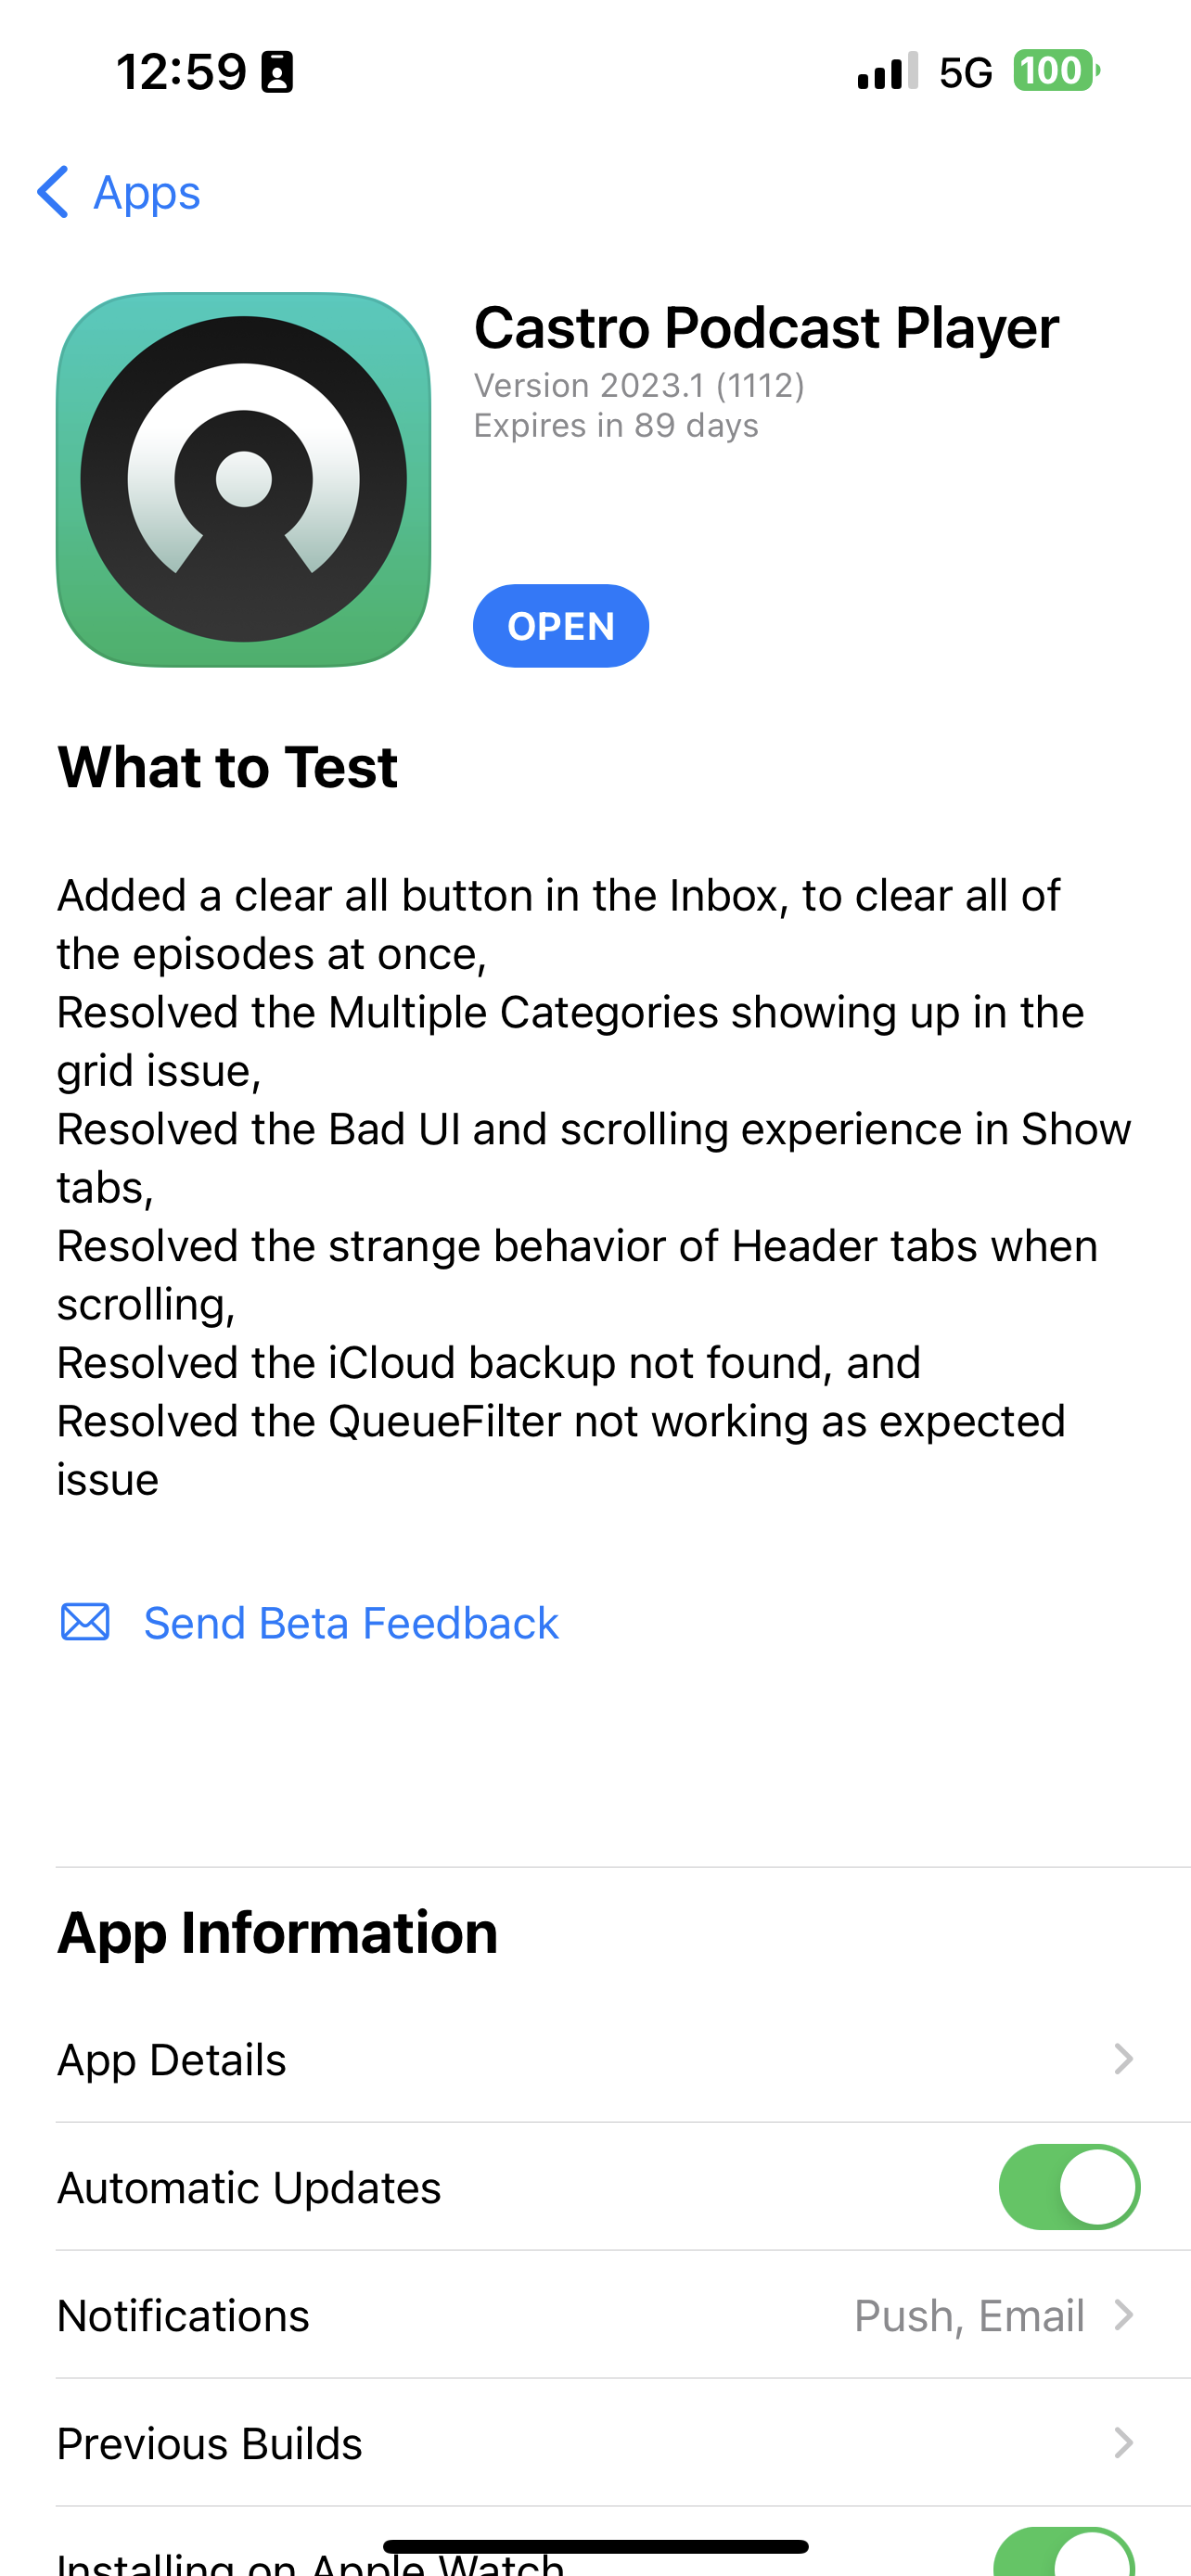 12:59
5G 100
Apps
Castro Podcast Player
Version 2023.1 (1112)
Expires in 89 days
OPEN
What to Test
Added a clear all button in the Inbox, to clear all of
the episodes at once,
Resolved the Multiple Categories showing up in the
grid issue,
Resolved the Bad UI and scrolling experience in Show
tabs,
Resolved the strange behavior of Header tabs when
scrolling,
Resolved the iCloud backup not found, and
Resolved the QueueFilter not working as expected
issue
Send Beta Feedback
App Information
App Details
Automatic Updates
Notifications Push, Email
Previous Builds
Installing on Apple Watch